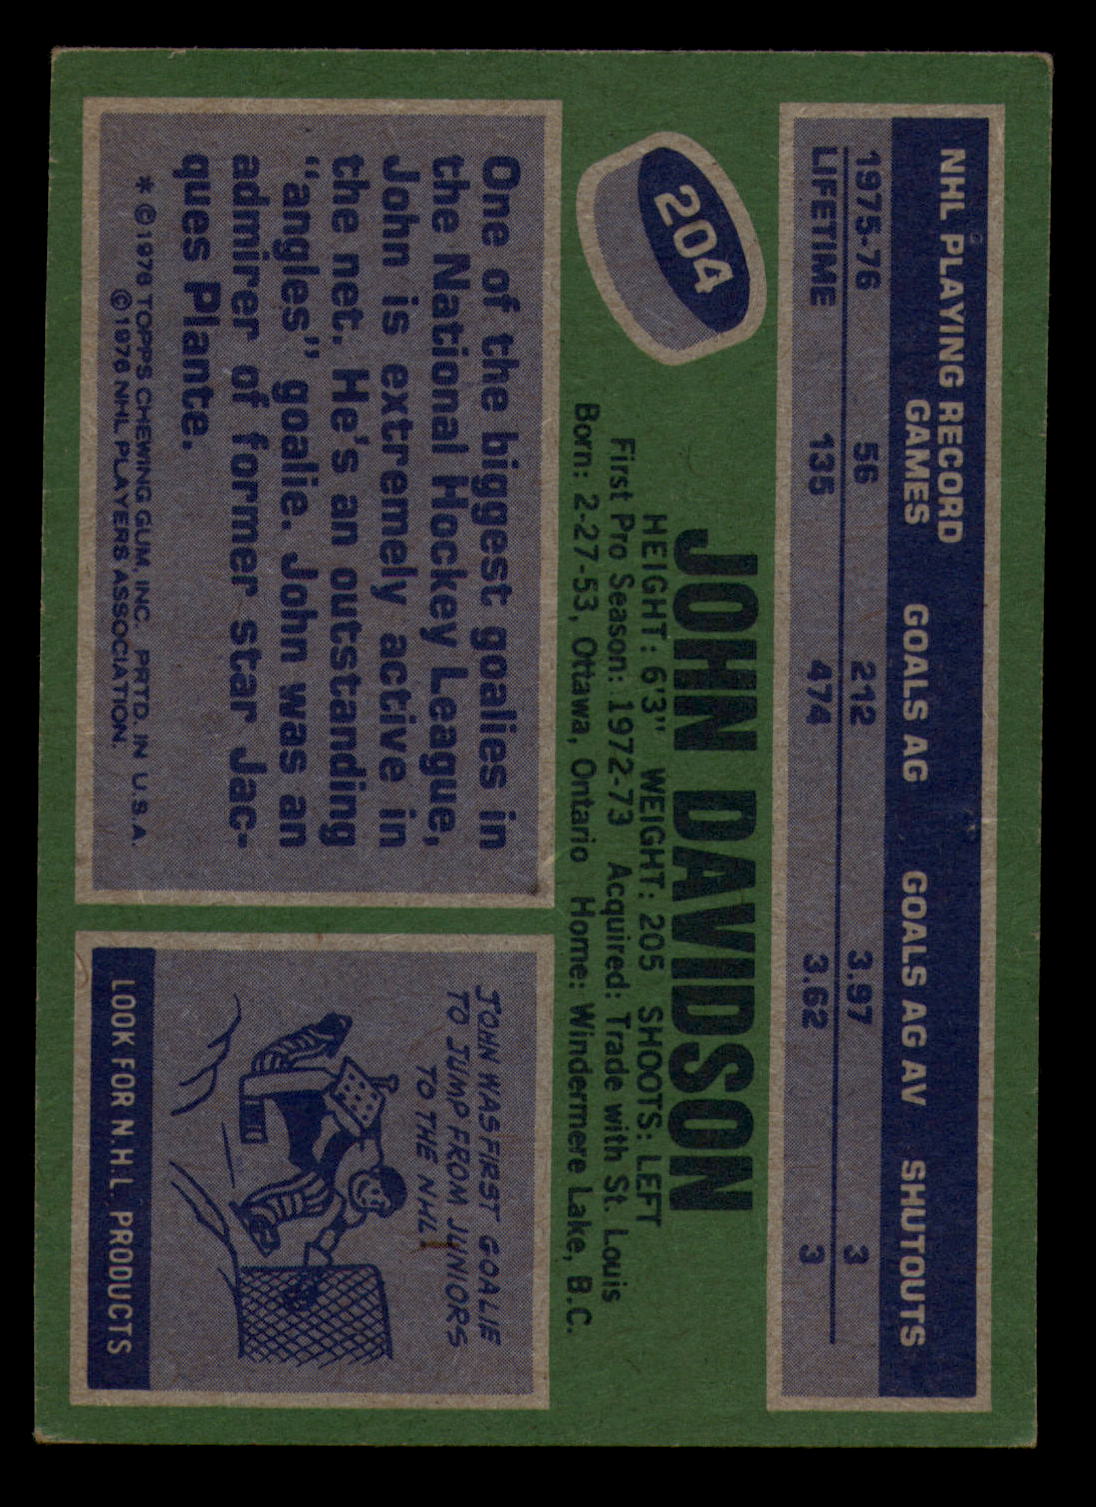 NHL PLAYING RECORD
GAMES GOALS AG GOALS AG AV SHUTOUTS
1975-76 56 212 3.97 3
LIFETIME 135 474 3.62 3
204
JOHN DAVIDSON
HEIGHT: 6'3" WEIGHT: 205 SHOOTS: LEFT
First Pro Season: 1972-73 Acquired: Trade with St. Louis
Born: 2-27-53, Ottawa, Ontario Home: Windermere Lake, B.C.
One of the biggest goalies in
the National Hockey League,
John is extremely active in
the net. He's an outstanding
"angles" goalie. John was an
admirer of former star Jac-
ques Plante.
* ©1976 TOPPS CHEWING GUM, INC. PRTD. IN U.S.A.
©1976 NHL PLAYERS ASSOCIATION.
JOHN WAS FIRST GOALIE
TO JUMP FROM JUNIORS
TO THE NHL!
LOOK FOR N.H.L. PRODUCTS